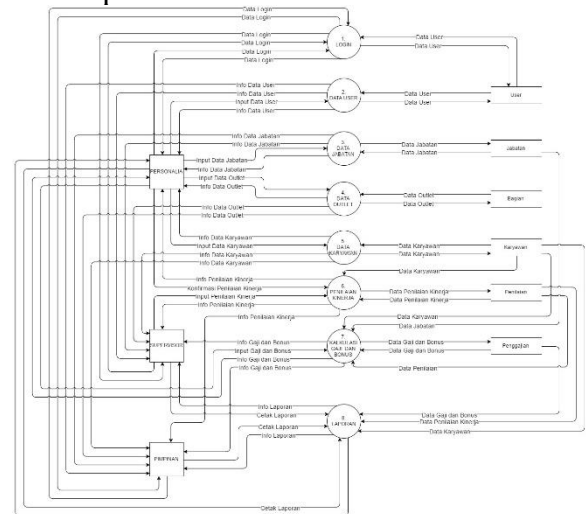 Data Login
Data Login
Data Login
Data Login
Data Login
Data Login
1.
LOGIN
Data User
Data User
User
Info Data User
Info Data User
Input Data User
Info Data User
2.
DATA USER
Data User
Data User
Info Data Jabatan
Info Data Jabatan
Input Data Jabatan
Info Data Jabatan
3.
DATA
JABATAN
Data Jabatan
Data Jabatan
Jabatan
PERSONALIA
Input Data Outlet
Info Data Outlet
Info Data Outlet
Info Data Outlet
4.
DATA
OUTLET
Data Outlet
Data Outlet
Info Data Karyawan
Input Data Karyawan
Info Data Karyawan
Info Data Karyawan
5.
DATA
KARYAWAN
Data Karyawan
Data Karyawan
Karyawan
Data Karyawan
Info Penilaian Kinerja
Konfirmasi Penilaian Kinerja
Input Penilaian Kinerja
Info Penilaian Kinerja
6.
PENILAIAN
KINERJA
Data Penilaian Kinerja
Data Penilaian Kinerja
Penilaian
Info Penilaian Kinerja
Data Karyawan
Data Jabatan
Info Gaji dan Bonus
Input Gaji dan Bonus
Info Gaji dan Bonus
Info Gaji dan Bonus
7.
KALKULASI
GAJI DAN
BONUS
Data Gaji dan Bonus
Data Gaji dan Bonus
Penggajian
Data Penilaian
Info Laporan
Cetak Laporan
Cetak Laporan
Info Laporan
8.
LAPORAN
Data Gaji dan Bonus
Data Penilaian Kinerja
Data Karyawan
PIMPINAN
Cetak Laporan